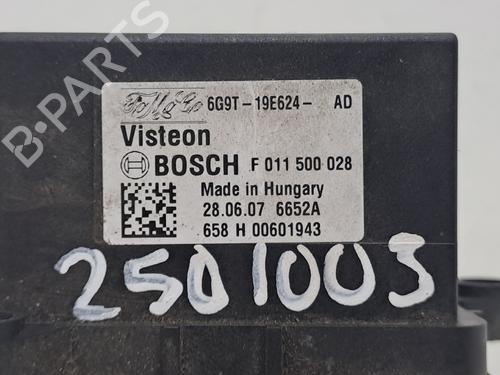 FoMoCo 6G9T-19E624- AD
Visteon
BOSCH F 011 500 028
Made in Hungary
28.06.07 6652A
658 H 00601943
2501003
B-PARTS